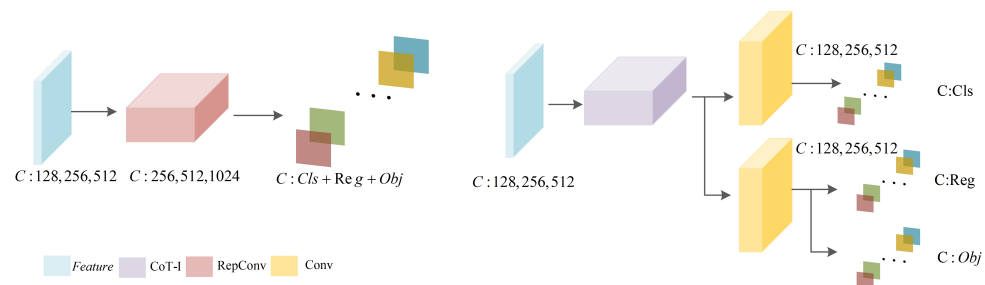 C:128,256,512
C:256,512,1024
C:Cls+Reg+Obj
C:128,256,512
C:128,256,512
C:Cls
C:128,256,512
C:Reg
C:Obj
Feature
CoT-I
RepConv
Conv